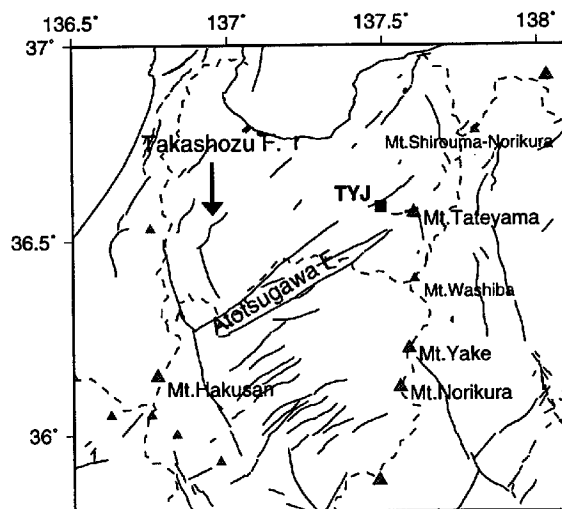 136.5° 137° 137.5° 138°
37°
Takashozu F.
Mt.Shirouma-Norikura
TYJ
Mt.Tateyama
36.5°
Atotsugawa F.
Mt.Washiba
Mt.Yake
Mt.Hakusan
Mt.Norikura
36°